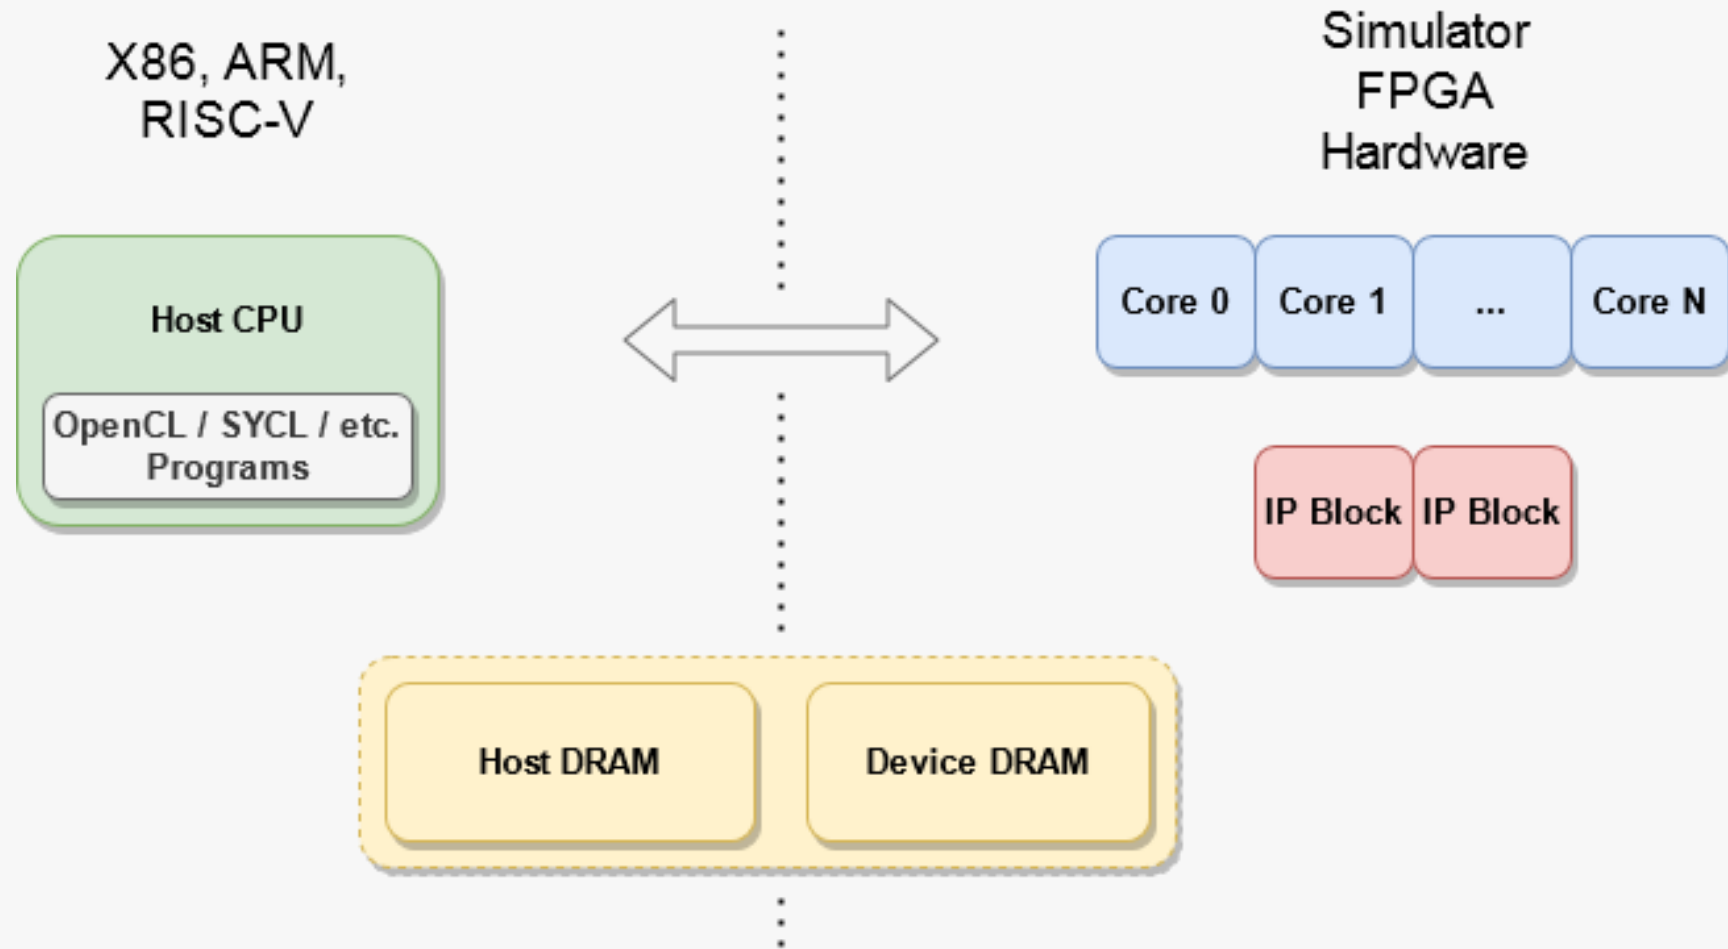 X86, ARM,
RISC-V
Simulator
FPGA
Hardware
Host CPU
OpenCL / SYCL / etc.
Programs
Core 0
Core 1
...
Core N
IP Block
IP Block
Host DRAM
Device DRAM